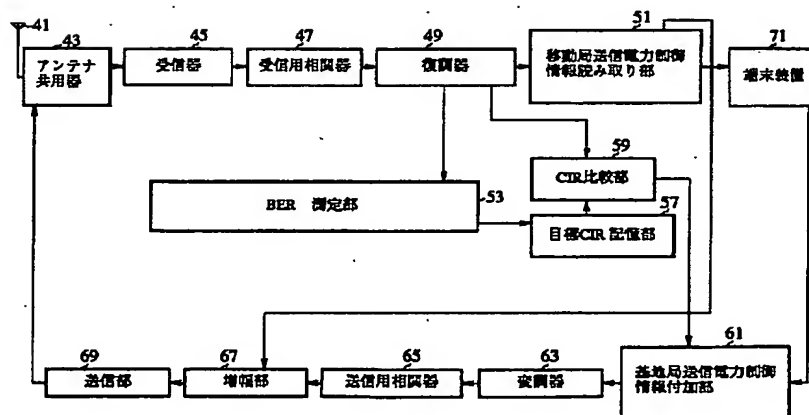 41
43
アンテナ
共用器
45
受信器
47
受信用相関器
49
復調器
51
移動局送信電力制御
情報読み取り部
71
端末装置
59
CIR比較部
BER 測定部
53
57
目標CIR記憶部
61
基地局送信電力制御
情報付加部
63
変調器
65
送信用相関器
67
増幅部
69
送信部